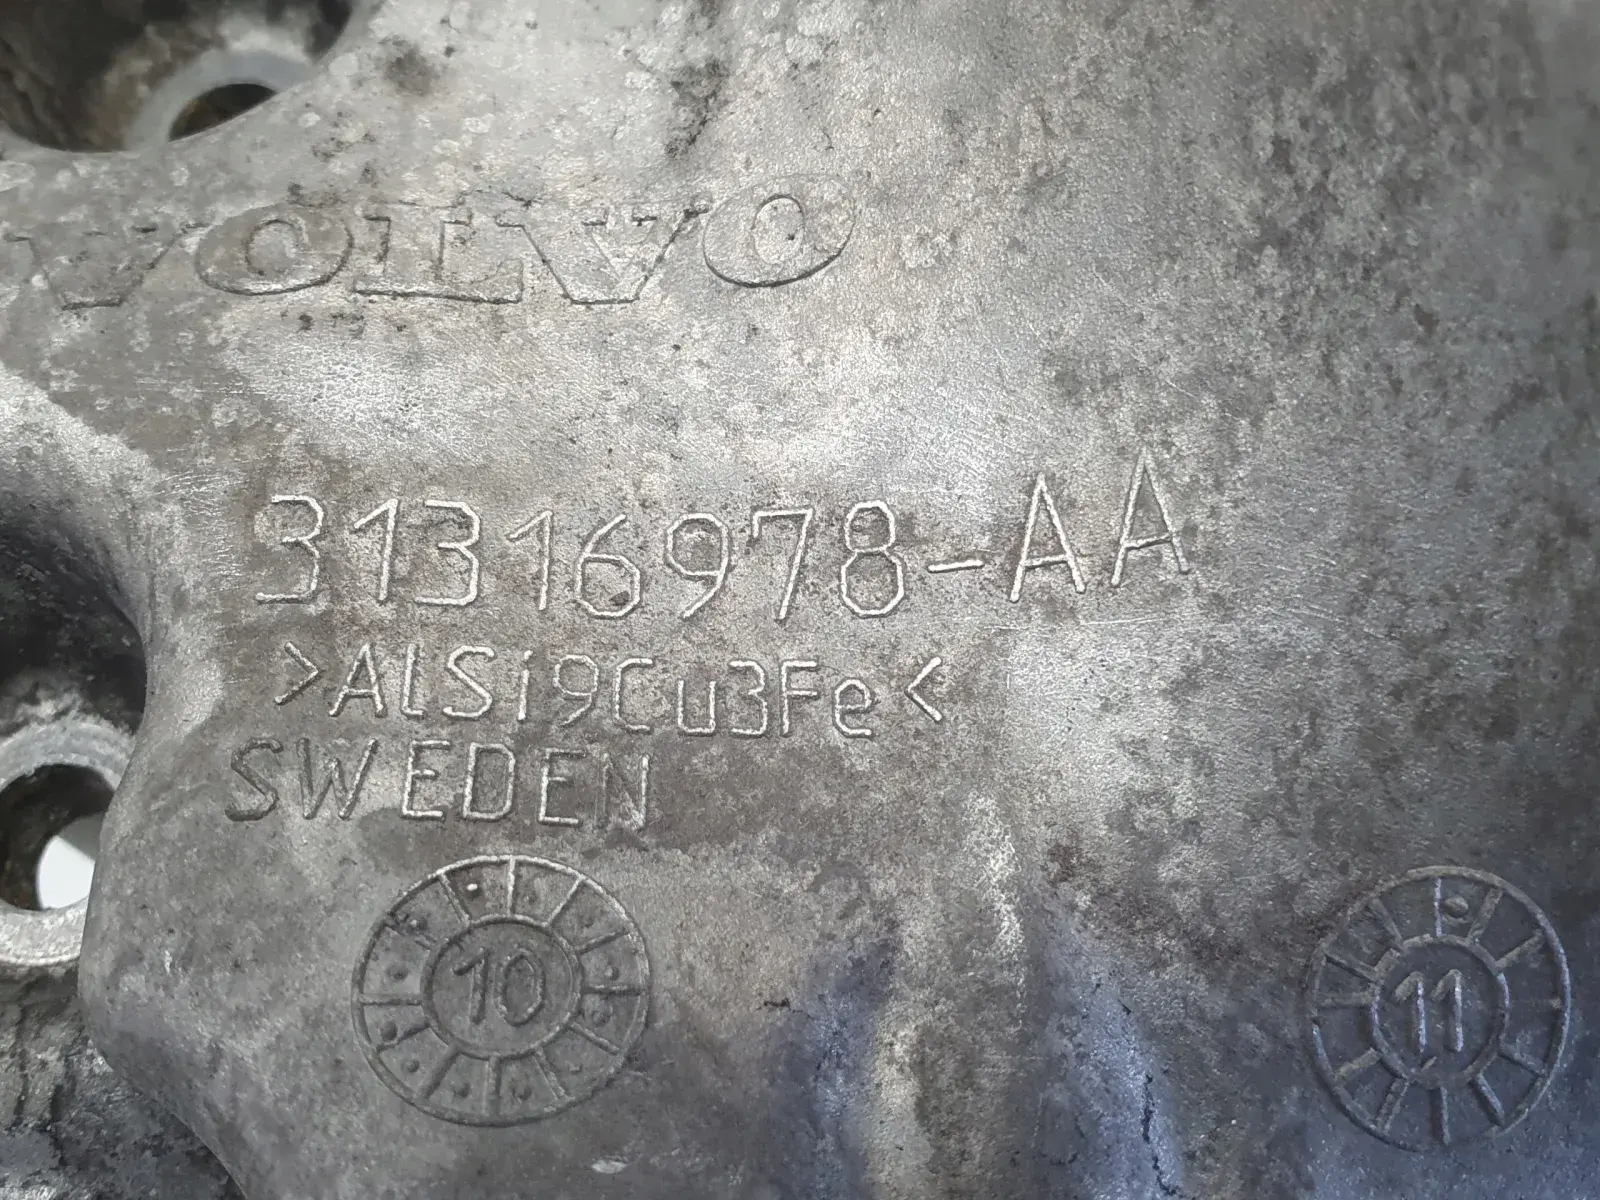 VOLVO
31316978-AA
>AlSi9Cu3Fe<
SWEDEN
10
11